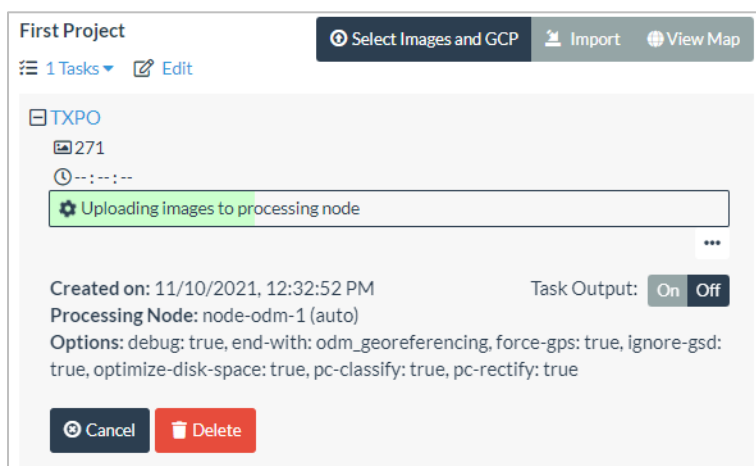 First Project
Select Images and GCP Import View Map
1 Tasks Edit
TXPO
271
--:--:--
Uploading images to processing node
Created on: 11/10/2021, 12:32:52 PM Task Output: On Off
Processing Node: node-odm-1 (auto)
Options: debug: true, end-with: odm_georeferencing, force-gps: true, ignore-gsd:
true, optimize-disk-space: true, pc-classify: true, pc-rectify: true
Cancel Delete